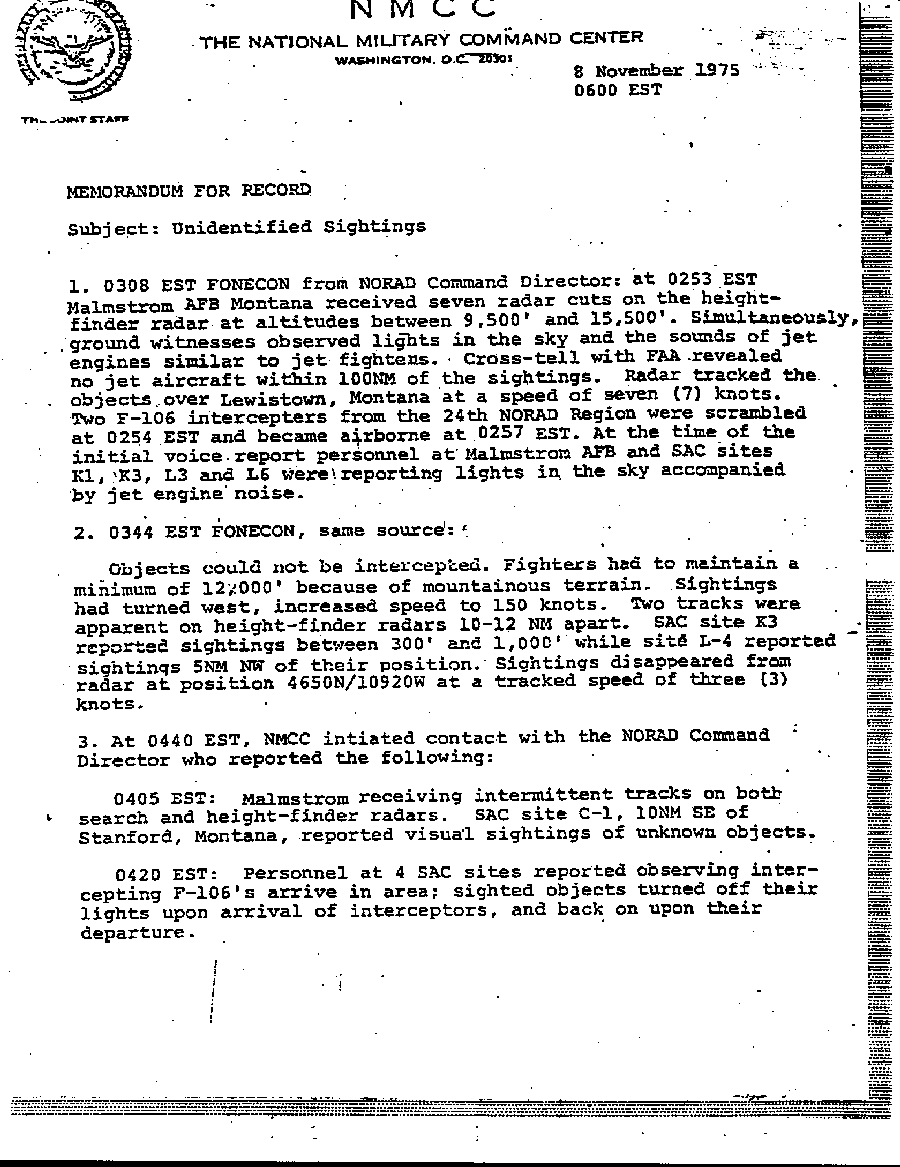 N M C C
THE NATIONAL MILITARY COMMAND CENTER
WASHINGTON, D.C. 20301
8 November 1975
0600 EST
THE JOINT STAFF
MEMORANDUM FOR RECORD
Subject: Unidentified Sightings
1. 0308 EST FONECON from NORAD Command Director: at 0253 EST
Malmstrom AFB Montana received seven radar cuts on the height-
finder radar at altitudes between 9,500' and 15,500'. Simultaneously,
ground witnesses observed lights in the sky and the sounds of jet
engines similar to jet fighters. Cross-tell with FAA revealed
no jet aircraft within 100NM of the sightings. Radar tracked the
objects over Lewistown, Montana at a speed of seven (7) knots.
Two F-106 intercepters from the 24th NORAD Region were scrambled
at 0254 EST and became airborne at 0257 EST. At the time of the
initial voice report personnel at Malmstrom AFB and SAC sites
K1, K3, L3 and L6 were reporting lights in the sky accompanied
by jet engine noise.
2. 0344 EST FONECON, same source:
Objects could not be intercepted. Fighters had to maintain a
minimum of 12,000' because of mountainous terrain. Sightings
had turned west, increased speed to 150 knots. Two tracks were
apparent on height-finder radars 10-12 NM apart. SAC site K3
reported sightings between 300' and 1,000' while site L-4 reported
sightings 5NM NW of their position. Sightings disappeared from
radar at position 4650N/10920W at a tracked speed of three (3)
knots.
3. At 0440 EST, NMCC intiated contact with the NORAD Command
Director who reported the following:
0405 EST: Malmstrom receiving intermittent tracks on both
search and height-finder radars. SAC site C-1, 10NM SE of
Stanford, Montana, reported visual sightings of unknown objects.
0420 EST: Personnel at 4 SAC sites reported observing inter-
cepting F-106's arrive in area; sighted objects turned off their
lights upon arrival of interceptors, and back on upon their
departure.